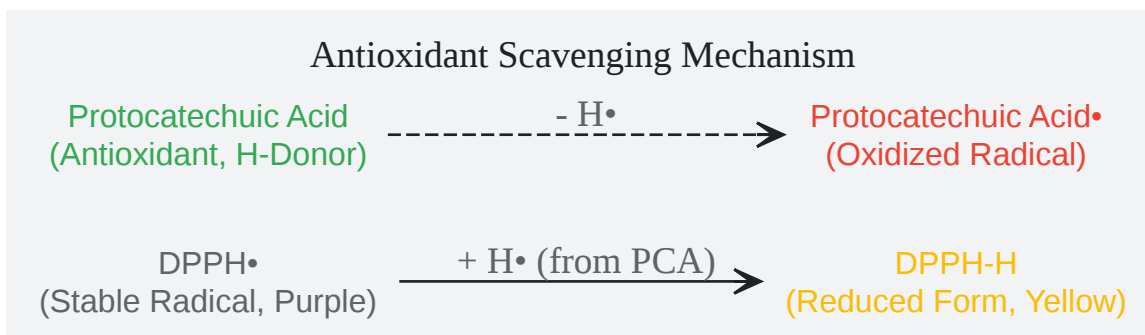 Antioxidant Scavenging Mechanism
Protocatechuic Acid
(Antioxidant, H-Donor)
- H•
Protocatechuic Acid•
(Oxidized Radical)
DPPH•
(Stable Radical, Purple)
+ H• (from PCA)
DPPH-H
(Reduced Form, Yellow)